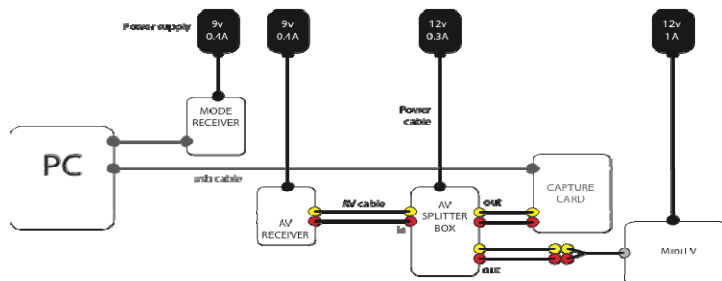 9v
0.4A
9v
0.4A
12v
0.3A
12v
1A
Power supply
MODE
RECEIVER
Power
cable
PC
usb cable
CAPTURE
CARD
AV cable
out
AV
RECEIVER
in
AV
SPLITTER
BOX
out
MiniTV